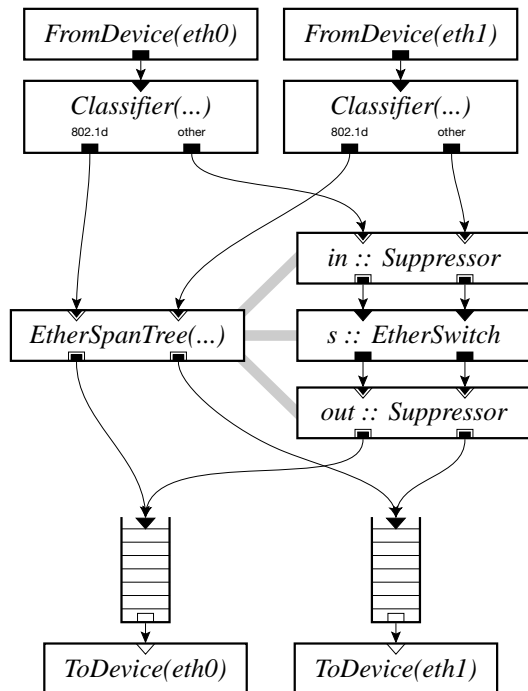 FromDevice(eth0)
FromDevice(eth1)
Classifier(...)
802.1d other
Classifier(...)
802.1d other
in :: Suppressor
EtherSpanTree(...)
s :: EtherSwitch
out :: Suppressor
ToDevice(eth0)
ToDevice(eth1)